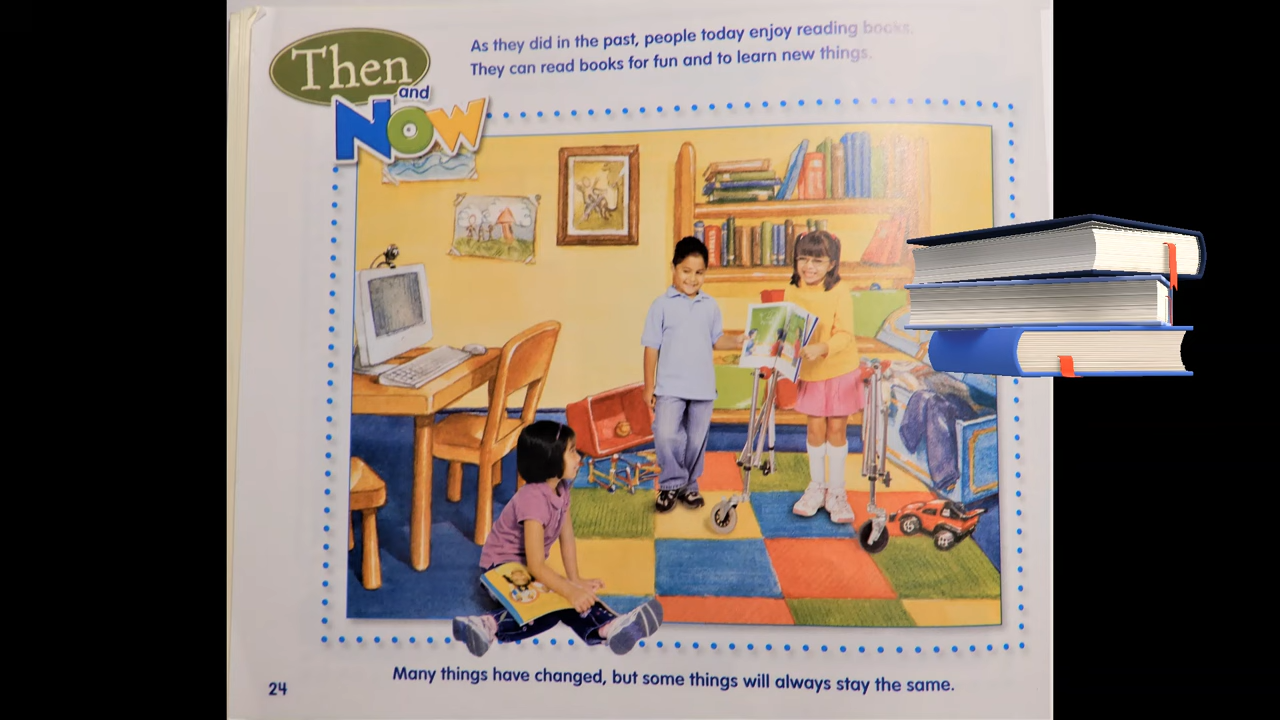 Then
and
Now
As they did in the past, people today enjoy reading books.
They can read books for fun and to learn new things.
Many things have changed, but some things will always stay the same.
24